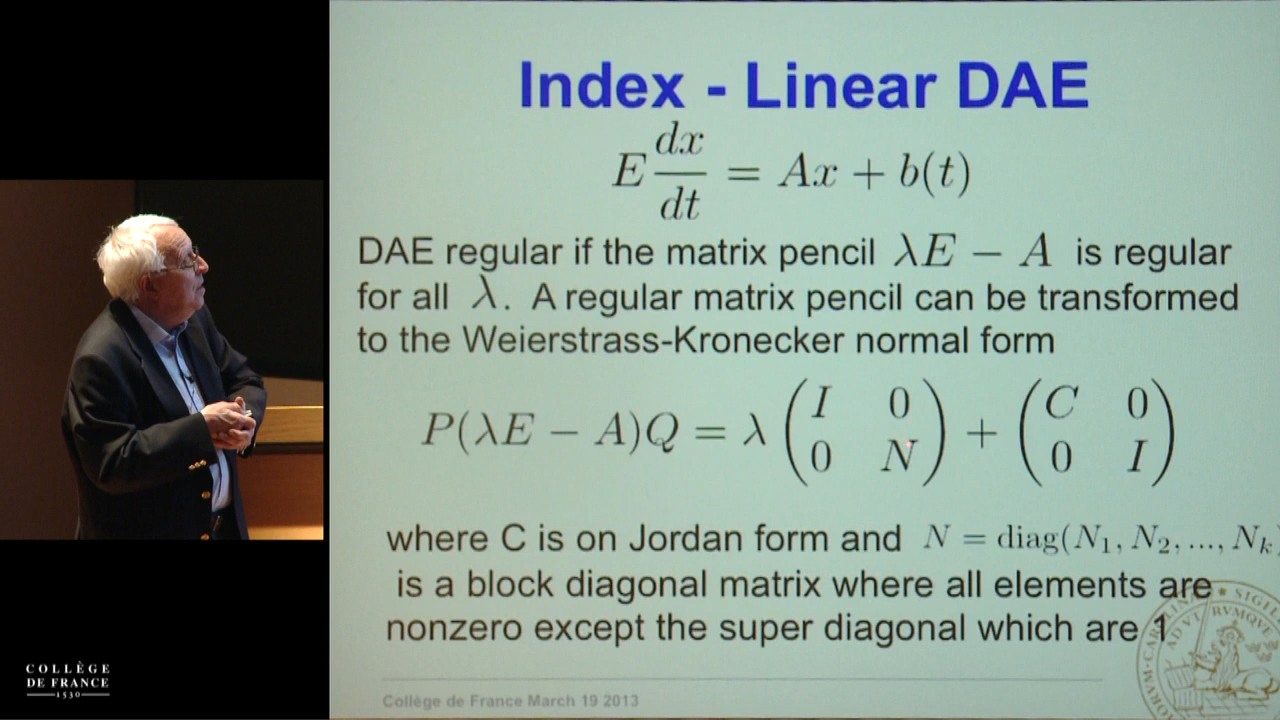 Index - Linear DAE
E dx/dt = Ax + b(t)
DAE regular if the matrix pencil λE − A is regular
for all λ. A regular matrix pencil can be transformed
to the Weierstrass-Kronecker normal form
P(λE − A)Q = λ (I 0; 0 N) + (C 0; 0 I)
where C is on Jordan form and N = diag(N₁, N₂, ..., Nₖ)
is a block diagonal matrix where all elements are
nonzero except the super diagonal which are 1
Collège de France March 19 2013
COLLÈGE
DE FRANCE
1530